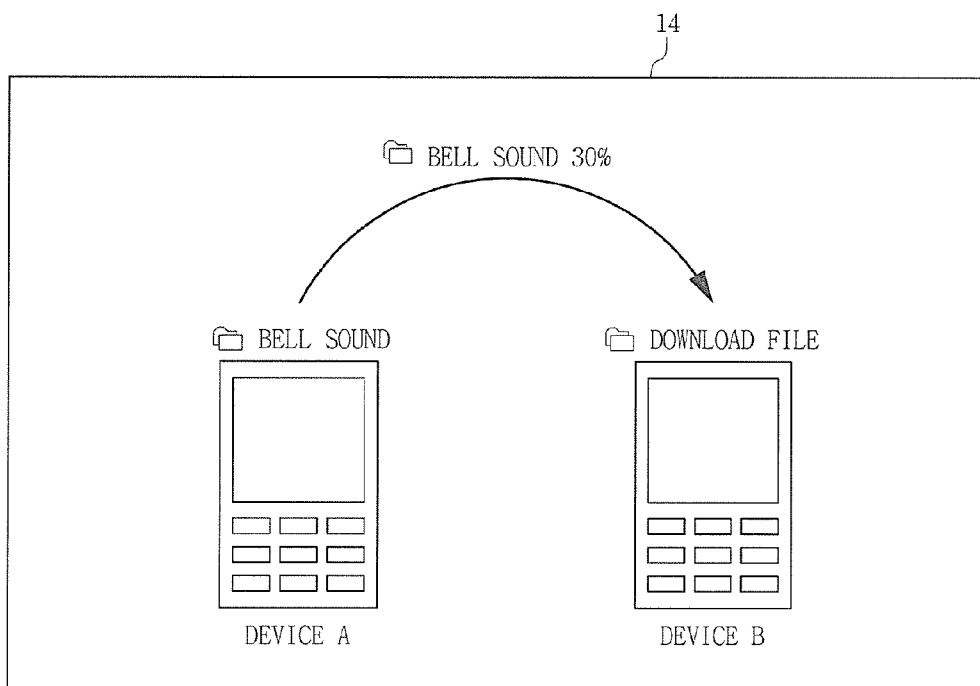 14
BELL SOUND 30%
BELL SOUND
DOWNLOAD FILE
DEVICE A
DEVICE B